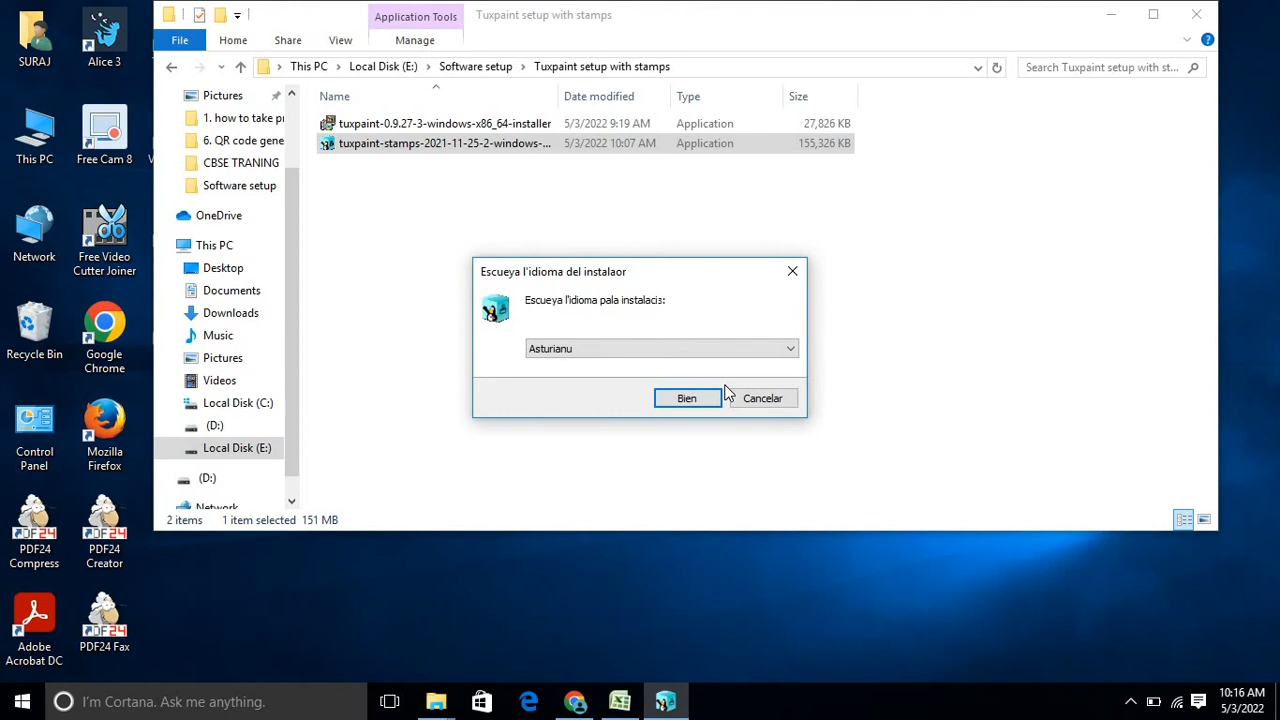 SURAJ
Alice 3
This PC
Free Cam 8
Network
Free Video
Cutter Joiner
Recycle Bin
Google
Chrome
Control
Panel
Mozilla
Firefox
PDF24
Compress
PDF24
Creator
Adobe
Acrobat DC
PDF24 Fax
Application Tools
Tuxpaint setup with stamps
File
Home
Share
View
Manage
This PC
Local Disk (E:)
Software setup
Tuxpaint setup with stamps
Search Tuxpaint setup with st...
Pictures
1. how to take pr
6. QR code gene
CBSE TRANING
Software setup
OneDrive
This PC
Desktop
Documents
Downloads
Music
Pictures
Videos
Local Disk (C:)
(D:)
Local Disk (E:)
(D:)
Network
Name
Date modified
Type
Size
tuxpaint-0.9.27-3-windows-x86_64-installer
5/3/2022 9:19 AM
Application
27,826 KB
tuxpaint-stamps-2021-11-25-2-windows-...
5/3/2022 10:07 AM
Application
155,326 KB
Escueya l'idioma del instalaor
Escueya l'idioma pala instalaciз:
Asturianu
Bien
Cancelar
2 items
1 item selected 151 MB
I'm Cortana. Ask me anything.
10:16 AM
5/3/2022